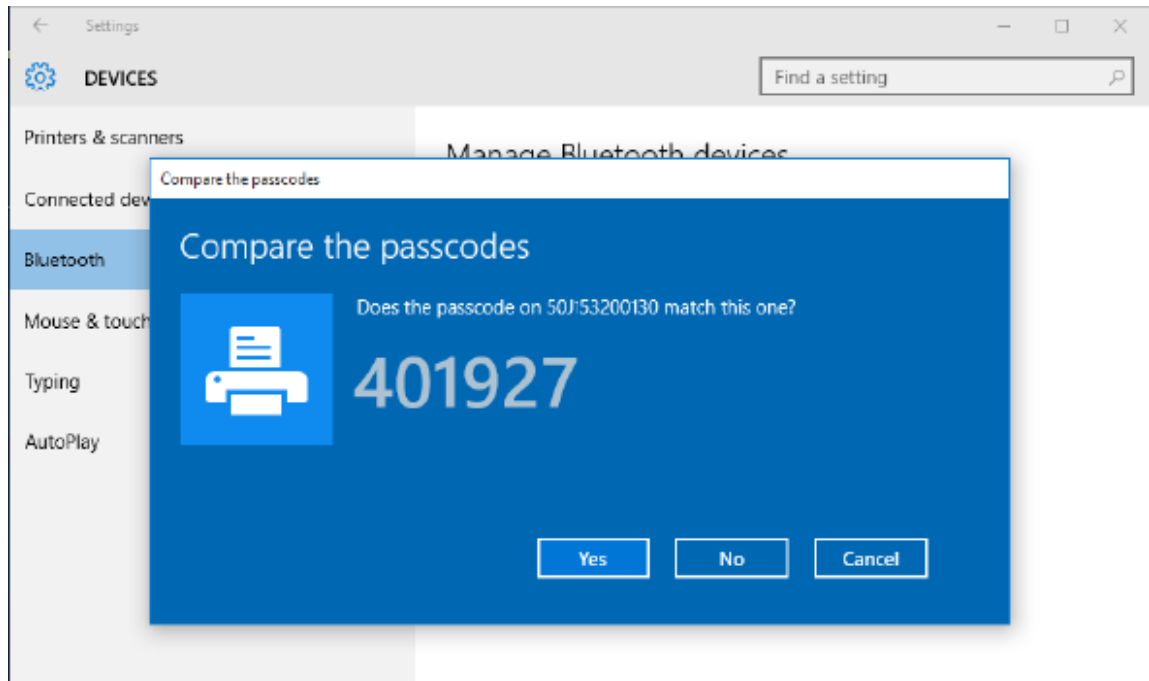 Settings
DEVICES
Find a setting
Printers & scanners
Manage Bluetooth devices
Compare the passcodes
Connected dev
Compare the passcodes
Bluetooth
Does the passcode on 50J153200130 match this one?
Mouse & touch
401927
Typing
AutoPlay
Yes
No
Cancel